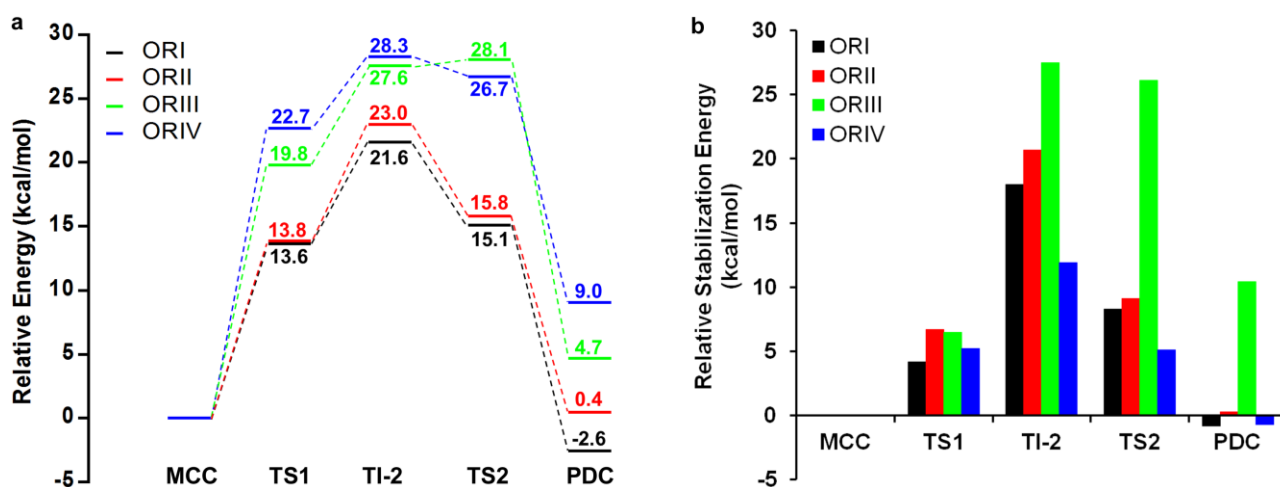 a
Relative Energy (kcal/mol)
30
25
20
15
10
5
0
-5
ORI
ORII
ORIII
ORIV
22.7
19.8
13.8
13.6
28.3
27.6
23.0
21.6
28.1
26.7
15.8
15.1
9.0
4.7
0.4
-2.6
MCC TS1 TI-2 TS2 PDC
b
Relative Stabilization Energy
(kcal/mol)
30
25
20
15
10
5
0
-5
ORI
ORII
ORIII
ORIV
MCC TS1 TI-2 TS2 PDC